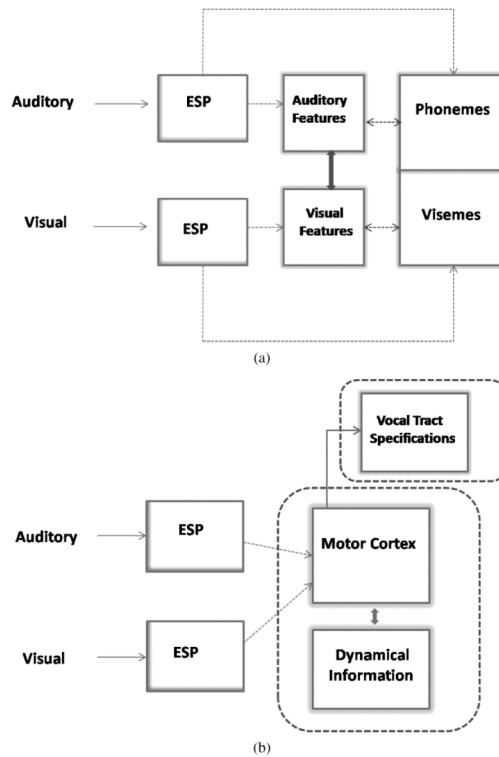 Auditory
ESP
Auditory
Features
Phonemes
Visual
ESP
Visual
Features
Visemes
(a)
Vocal Tract
Specifications
Auditory
ESP
Motor Cortex
Visual
ESP
Dynamical
Information
(b)